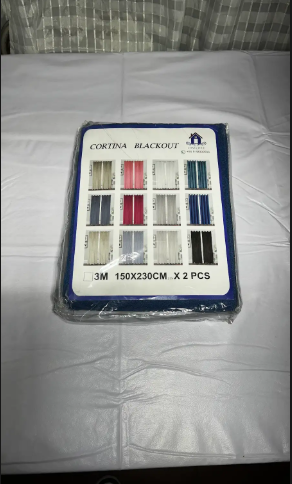 CORTINA BLACKOUT
3M 150X230CM X 2 PCS